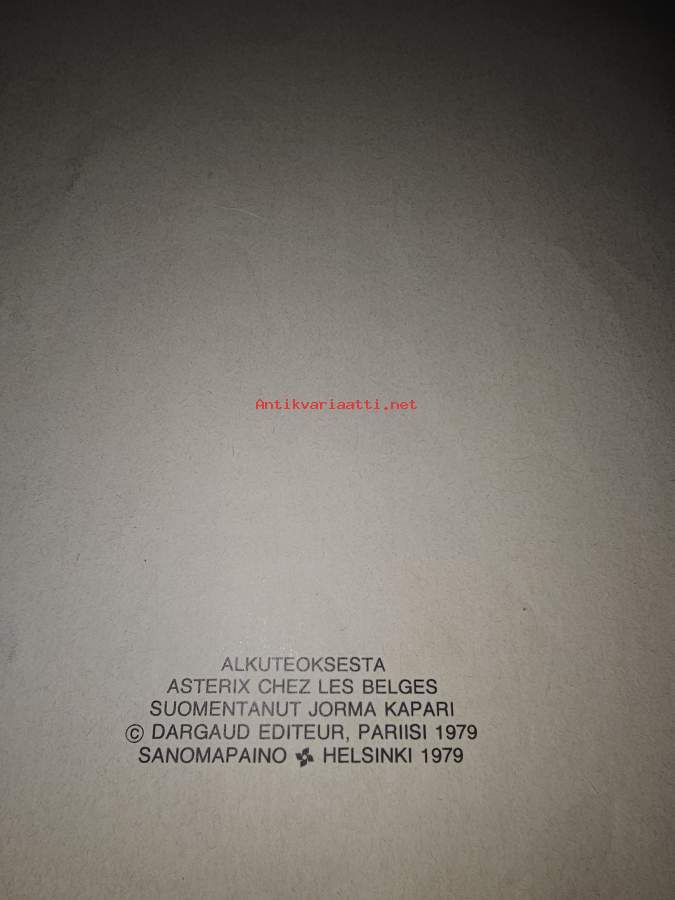 Antikvariaatti.net
ALKUTEOKSESTA
ASTERIX CHEZ LES BELGES
SUOMENTANUT JORMA KAPARI
© DARGAUD EDITEUR, PARIISI 1979
SANOMAPAINO HELSINKI 1979